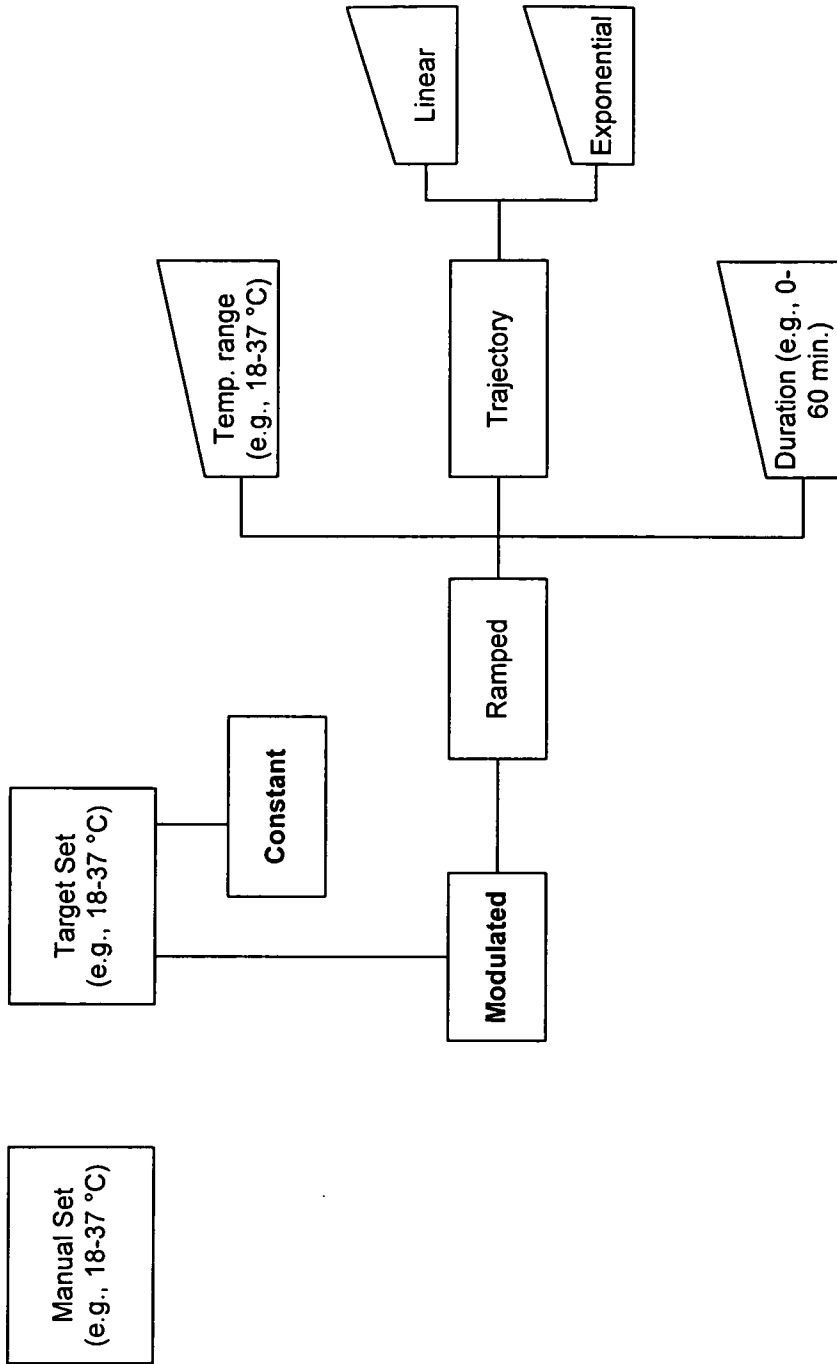 Manual Set
(e.g., 18-37 °C)
Target Set
(e.g., 18-37 °C)
Constant
Modulated
Ramped
Temp. range
(e.g., 18-37 °C)
Trajectory
Duration (e.g., 0-
60 min.)
Linear
Exponential